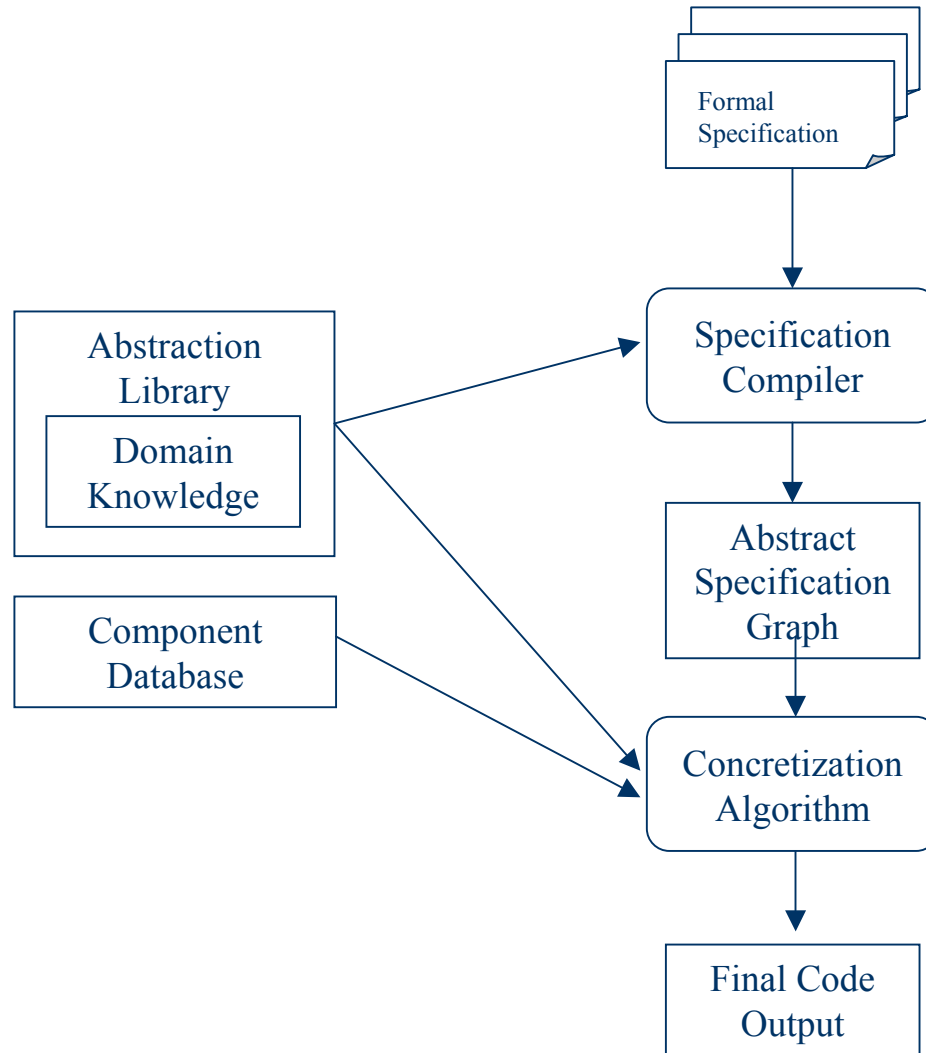 Formal
Specification
Specification
Compiler
Abstraction
Library
Domain
Knowledge
Abstract
Specification
Graph
Component
Database
Concretization
Algorithm
Final Code
Output